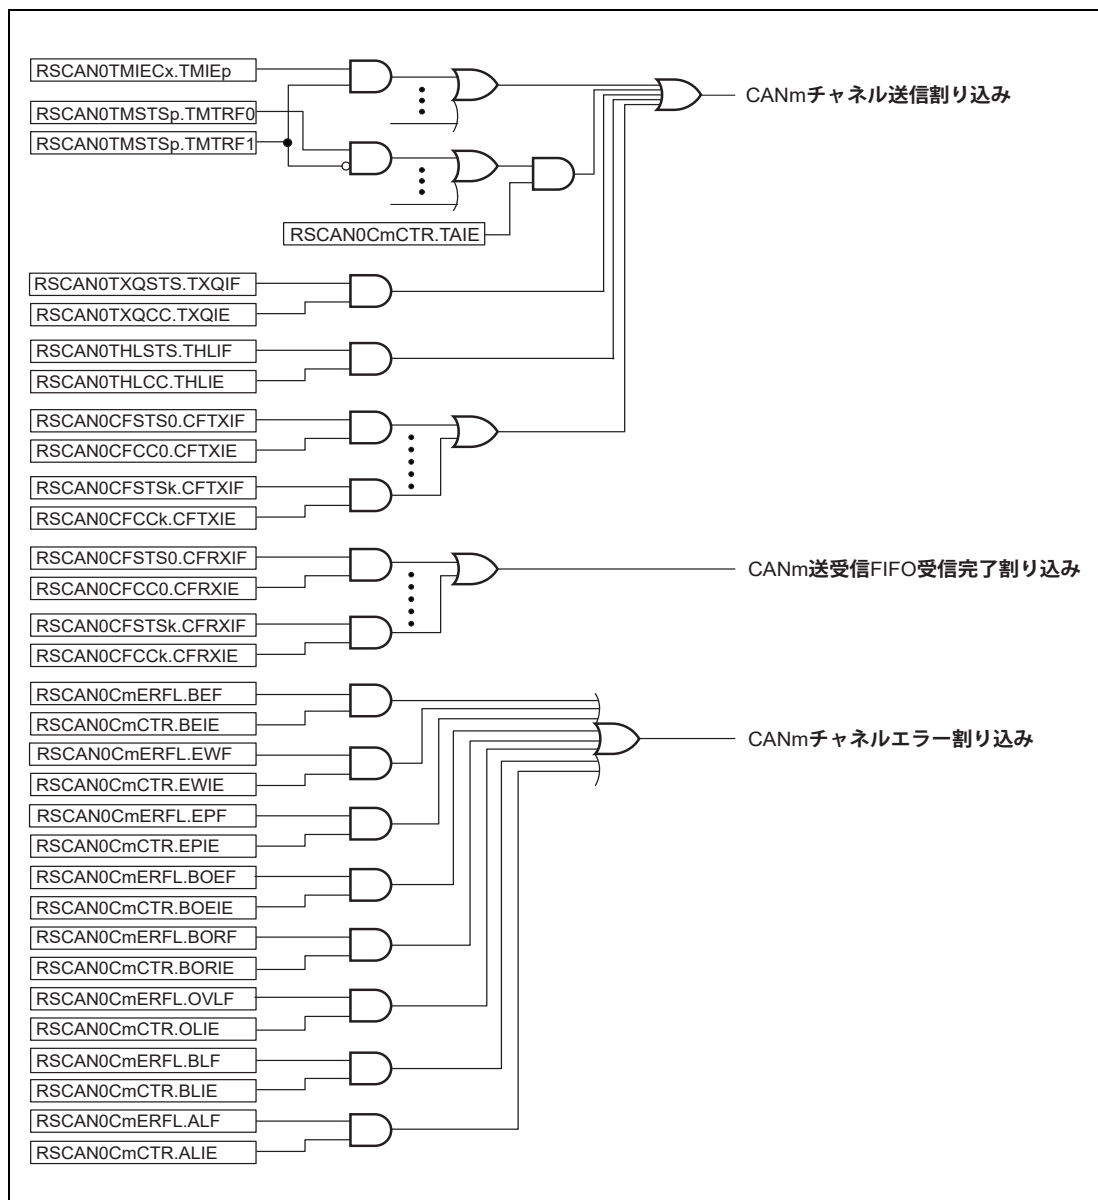 RSCAN0TMIECx.TMIEp
CANmチャネル送信割り込み
RSCAN0TMSTSp.TMTRF0
RSCAN0TMSTSp.TMTRF1
RSCAN0CmCTR.TAIE
RSCAN0TXQSTS.TXQIF
RSCAN0TXQCC.TXQIE
RSCAN0THLSTS.THLIF
RSCAN0THLCC.THLIE
RSCAN0CFSTS0.CFTXIF
RSCAN0CFCC0.CFTXIE
RSCAN0CFSTSk.CFTXIF
RSCAN0CFCCk.CFTXIE
RSCAN0CFSTS0.CFRXIF
CANm送受信FIFO受信完了割り込み
RSCAN0CFCC0.CFRXIE
RSCAN0CFSTSk.CFRXIF
RSCAN0CFCCk.CFRXIE
RSCAN0CmERFL.BEF
RSCAN0CmCTR.BEIE
CANmチャネルエラー割り込み
RSCAN0CmERFL.EWF
RSCAN0CmCTR.EWIE
RSCAN0CmERFL.EPF
RSCAN0CmCTR.EPIE
RSCAN0CmERFL.BOEF
RSCAN0CmCTR.BOEIE
RSCAN0CmERFL.BORF
RSCAN0CmCTR.BORIE
RSCAN0CmERFL.OVLF
RSCAN0CmCTR.OLIE
RSCAN0CmERFL.BLF
RSCAN0CmCTR.BLIE
RSCAN0CmERFL.ALF
RSCAN0CmCTR.ALIE